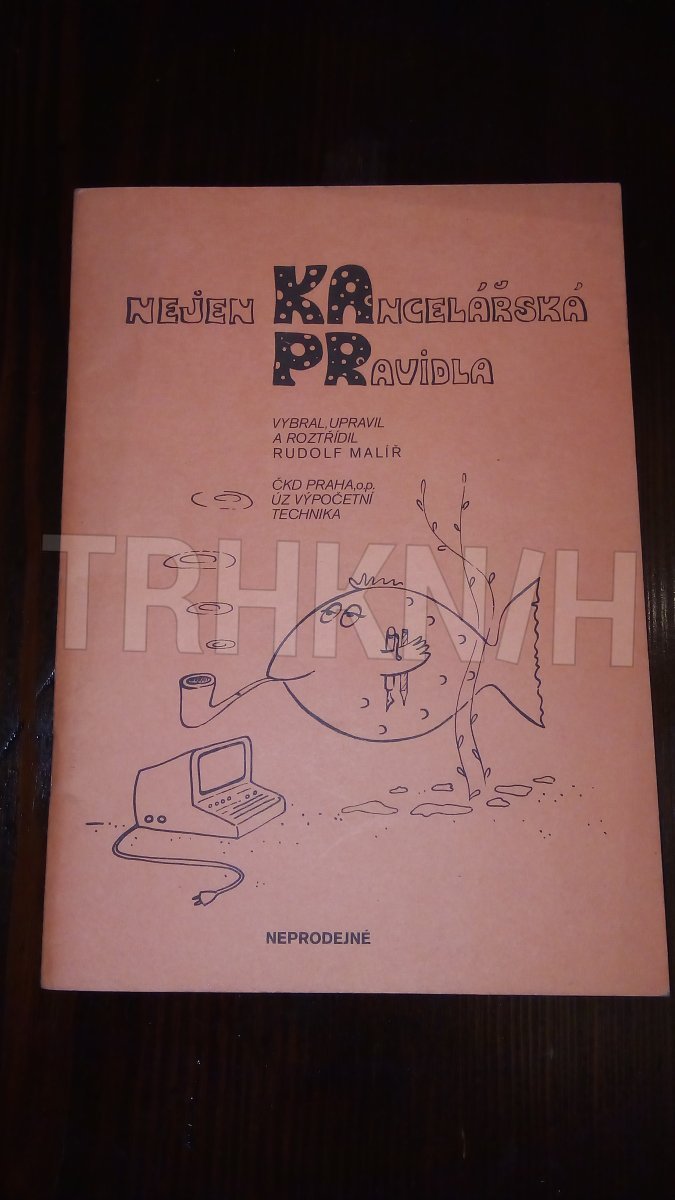 NEJEN KANCELÁŘSKÁ
PRAVIDLA
VYBRAL, UPRAVIL
A ROZTŘÍDIL
RUDOLF MALÍŘ
ČKD PRAHA, o.p.
ÚZ VÝPOČETNÍ
TECHNIKA
TRHKNIH
NEPRODEJNÉ